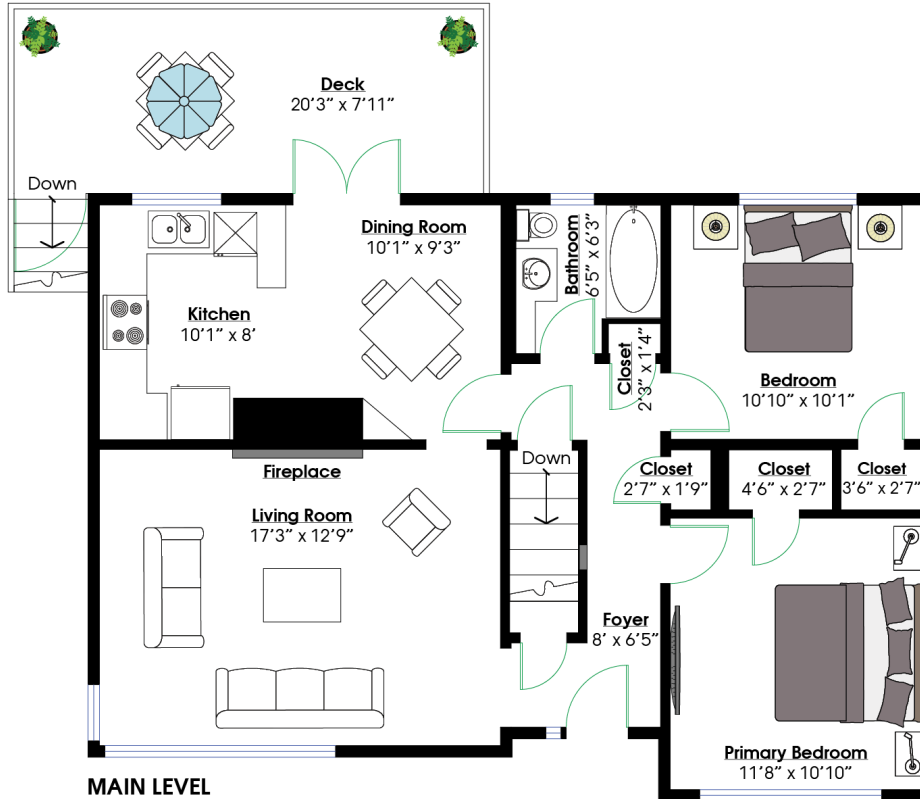 Deck
20'3" x 7'11"
Down
Dining Room
10'1" x 9'3"
Bathroom
6'5" x 6'3"
Kitchen
10'1" x 8'
Closet
2'3" x 1'4"
Bedroom
10'10" x 10'1"
Fireplace
Down
Closet
2'7" x 1'9"
Closet
4'6" x 2'7"
Closet
3'6" x 2'7"
Living Room
17'3" x 12'9"
Foyer
8' x 6'5"
Primary Bedroom
11'8" x 10'10"
MAIN LEVEL